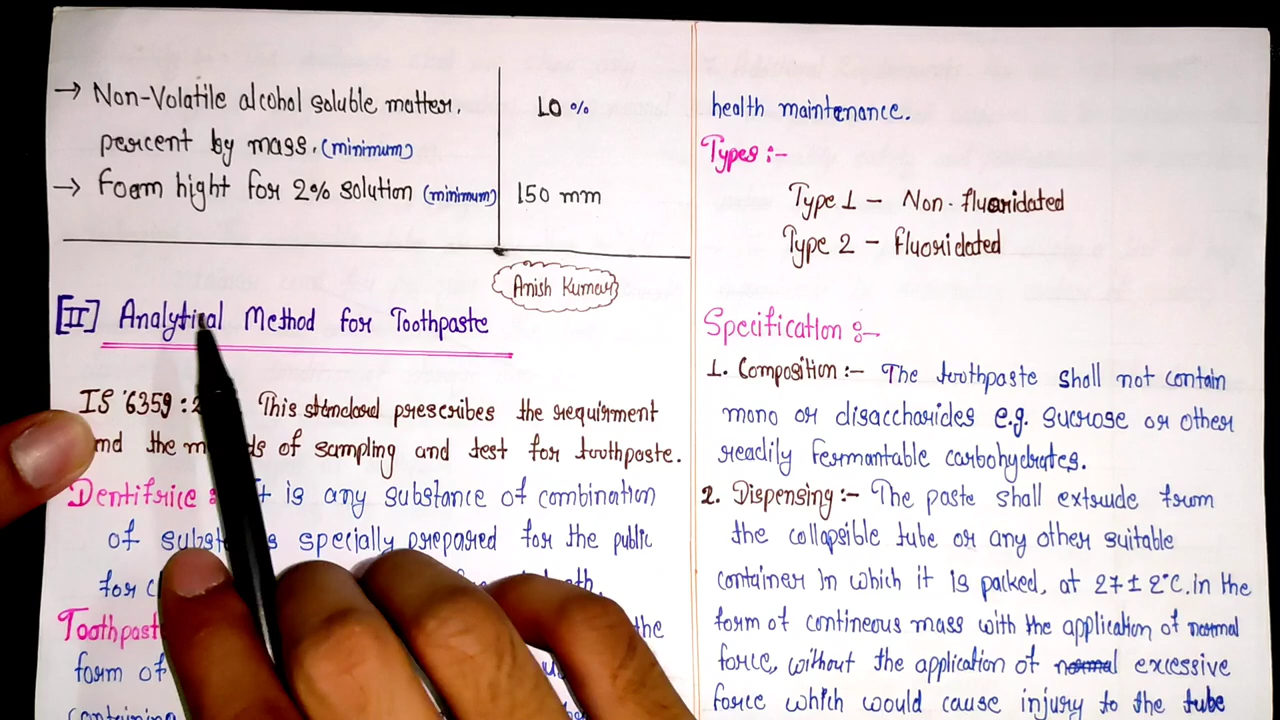 → Non-Volatile alcohol soluble matter. 10 %
percent by mass. (minimum)
→ Foam hight for 2% solution (minimum) 150 mm
Anish Kumar
[II] Analytical Method for Toothpaste
IS 6359 : This standard prescribes the requirment
and the of sampling and test for toothpaste.
Dentifrice : It is any substance of combination
of specially prepared for the public
for
Toothpaste the
form of
containing
health maintenance.
Types :-
Type 1 - Non-fluoridated
Type 2 - fluoridated
Specification :-
1. Composition :- The toothpaste shall not contain
mono or disaccharides e.g. sucrose or other
readily fermantable carbohydrates.
2. Dispensing :- The paste shall extrude from
the collapsible tube or any other suitable
container in which it is packed, at 27±2°C. in the
form of contineous mass with the application of normal
force, without the application of normal excessive
force which would cause injury to the tube